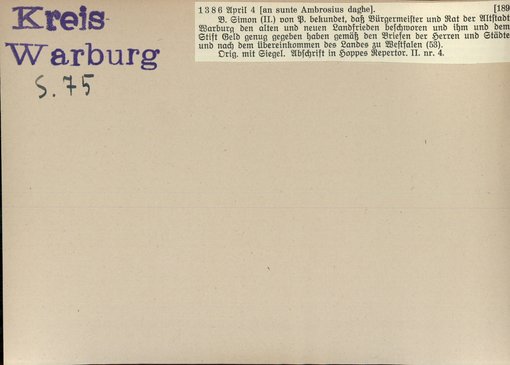 Kreis
Warburg
S. 75
1386 April 4 [an sunte Ambrosius daghe]. [189
B. Simon (II.) von P. bekundet, daß Bürgermeister und Rat der Altstadt
Warburg den alten und neuen Landfrieden beschworen und ihm und dem
Stift Geld genug gegeben haben gemäß den Briefen der Herren und Städte
und nach dem Übereinkommen des Landes zu Westfalen (53).
Orig. mit Siegel. Abschrift in Hoppes Repertor. II. nr. 4.